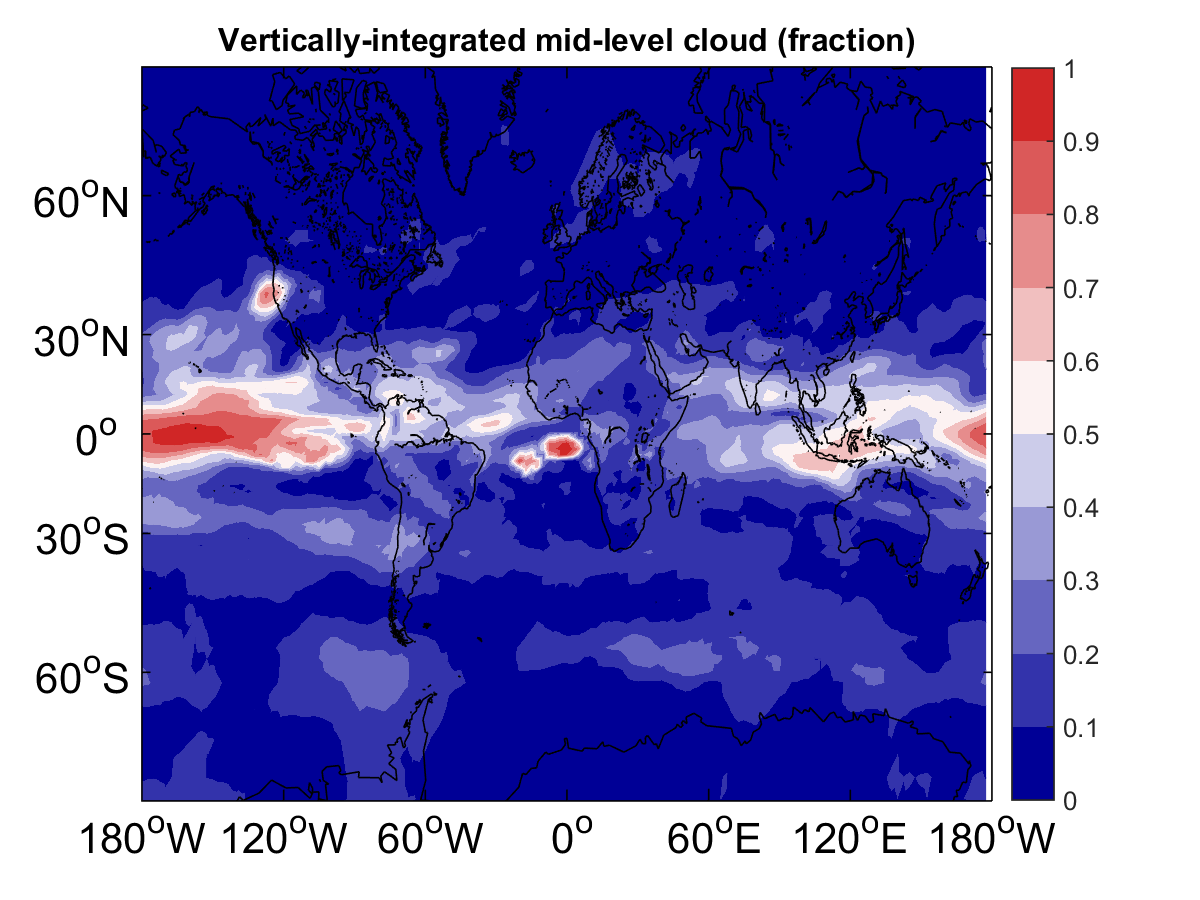 Vertically-integrated mid-level cloud (fraction)
60°N
30°N
0°
30°S
60°S
180°W 120°W 60°W 0° 60°E 120°E 180°W
1
0.9
0.8
0.7
0.6
0.5
0.4
0.3
0.2
0.1
0